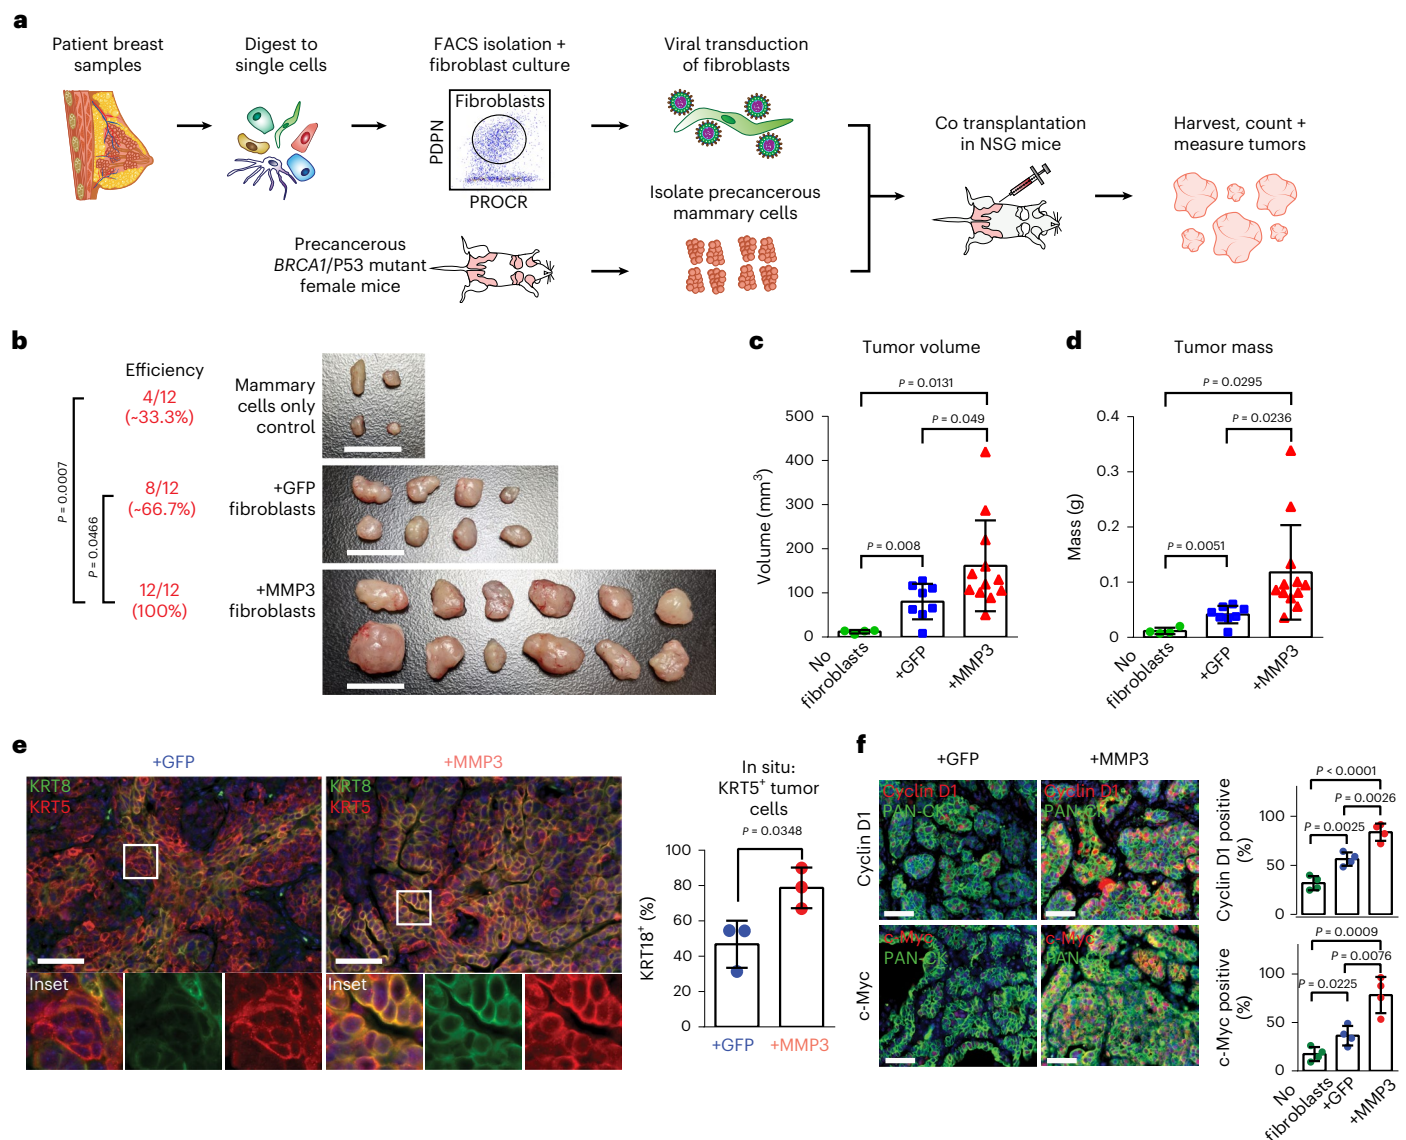 a
Patient breast
samples
Digest to
single cells
FACS isolation +
fibroblast culture
Fibroblasts
PDPN
PROCR
Viral transduction
of fibroblasts
Isolate precancerous
mammary cells
Precancerous
BRCA1/P53 mutant
female mice
Co transplantation
in NSG mice
Harvest, count +
measure tumors
b
Efficiency
4/12
(~33.3%)
Mammary
cells only
control
8/12
(~66.7%)
+GFP
fibroblasts
12/12
(100%)
+MMP3
fibroblasts
P = 0.0007
P = 0.0466
c
Tumor volume
P = 0.0131
P = 0.049
P = 0.008
Volume (mm³)
500
400
300
200
100
0
No
fibroblasts
+GFP
+MMP3
d
Tumor mass
P = 0.0295
P = 0.0236
P = 0.0051
Mass (g)
0.4
0.3
0.2
0.1
0
No
fibroblasts
+GFP
+MMP3
e
+GFP
+MMP3
KRT8
KRT5
KRT8
KRT5
Inset
Inset
In situ:
KRT5⁺ tumor
cells
P = 0.0348
KRT18⁺ (%)
100
80
60
40
20
0
+GFP
+MMP3
f
+GFP
+MMP3
Cyclin D1
Cyclin D1
PAN-CK
Cyclin D1
PAN-CK
c-Myc
c-Myc
PAN-CK
c-Myc
PAN-CK
P < 0.0001
P = 0.0026
P = 0.0025
Cyclin D1 positive
(%)
100
50
0
P = 0.0009
P = 0.0076
P = 0.0225
c-Myc positive
(%)
100
50
0
No
fibroblasts
+GFP
+MMP3